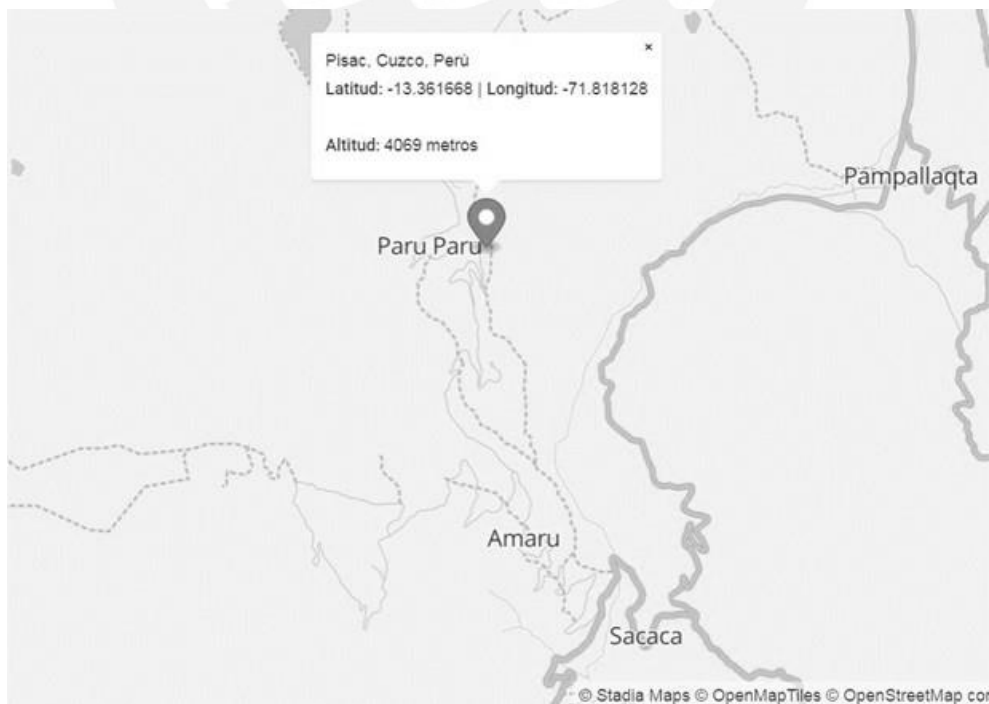 Pisac, Cuzco, Perù
×
Latitud: -13.361668 | Longitud: -71.818128
Altitud: 4069 metros
Pampallaqta
Paru Paru
Amaru
Sacaca
© Stadia Maps © OpenMapTiles © OpenStreetMap con